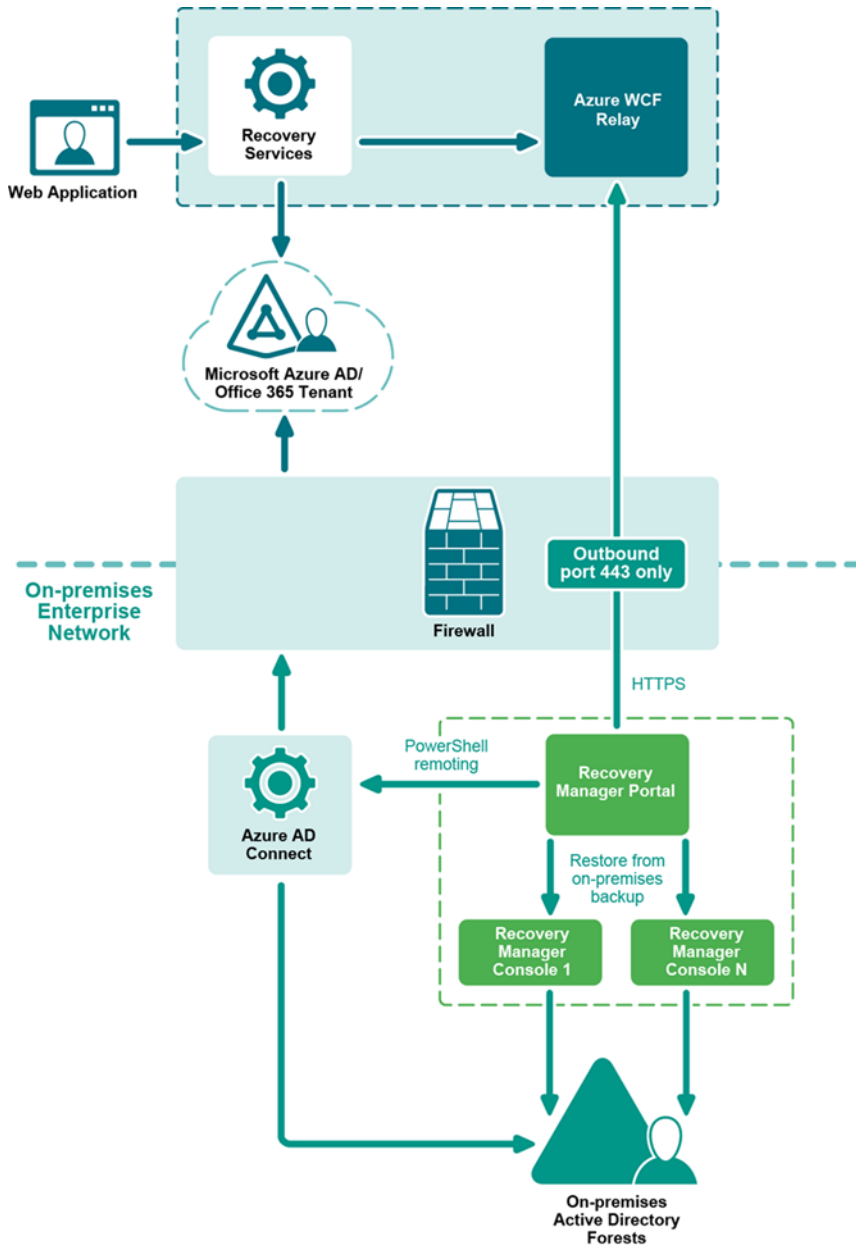 Recovery
Services
Azure WCF
Relay
Web Application
Microsoft Azure AD/
Office 365 Tenant
Outbound
port 443 only
On-premises
Enterprise
Network
Firewall
HTTPS
PowerShell
remoting
Recovery
Manager Portal
Azure AD
Connect
Restore from
on-premises
backup
Recovery
Manager
Console 1
Recovery
Manager
Console N
On-premises
Active Directory
Forests